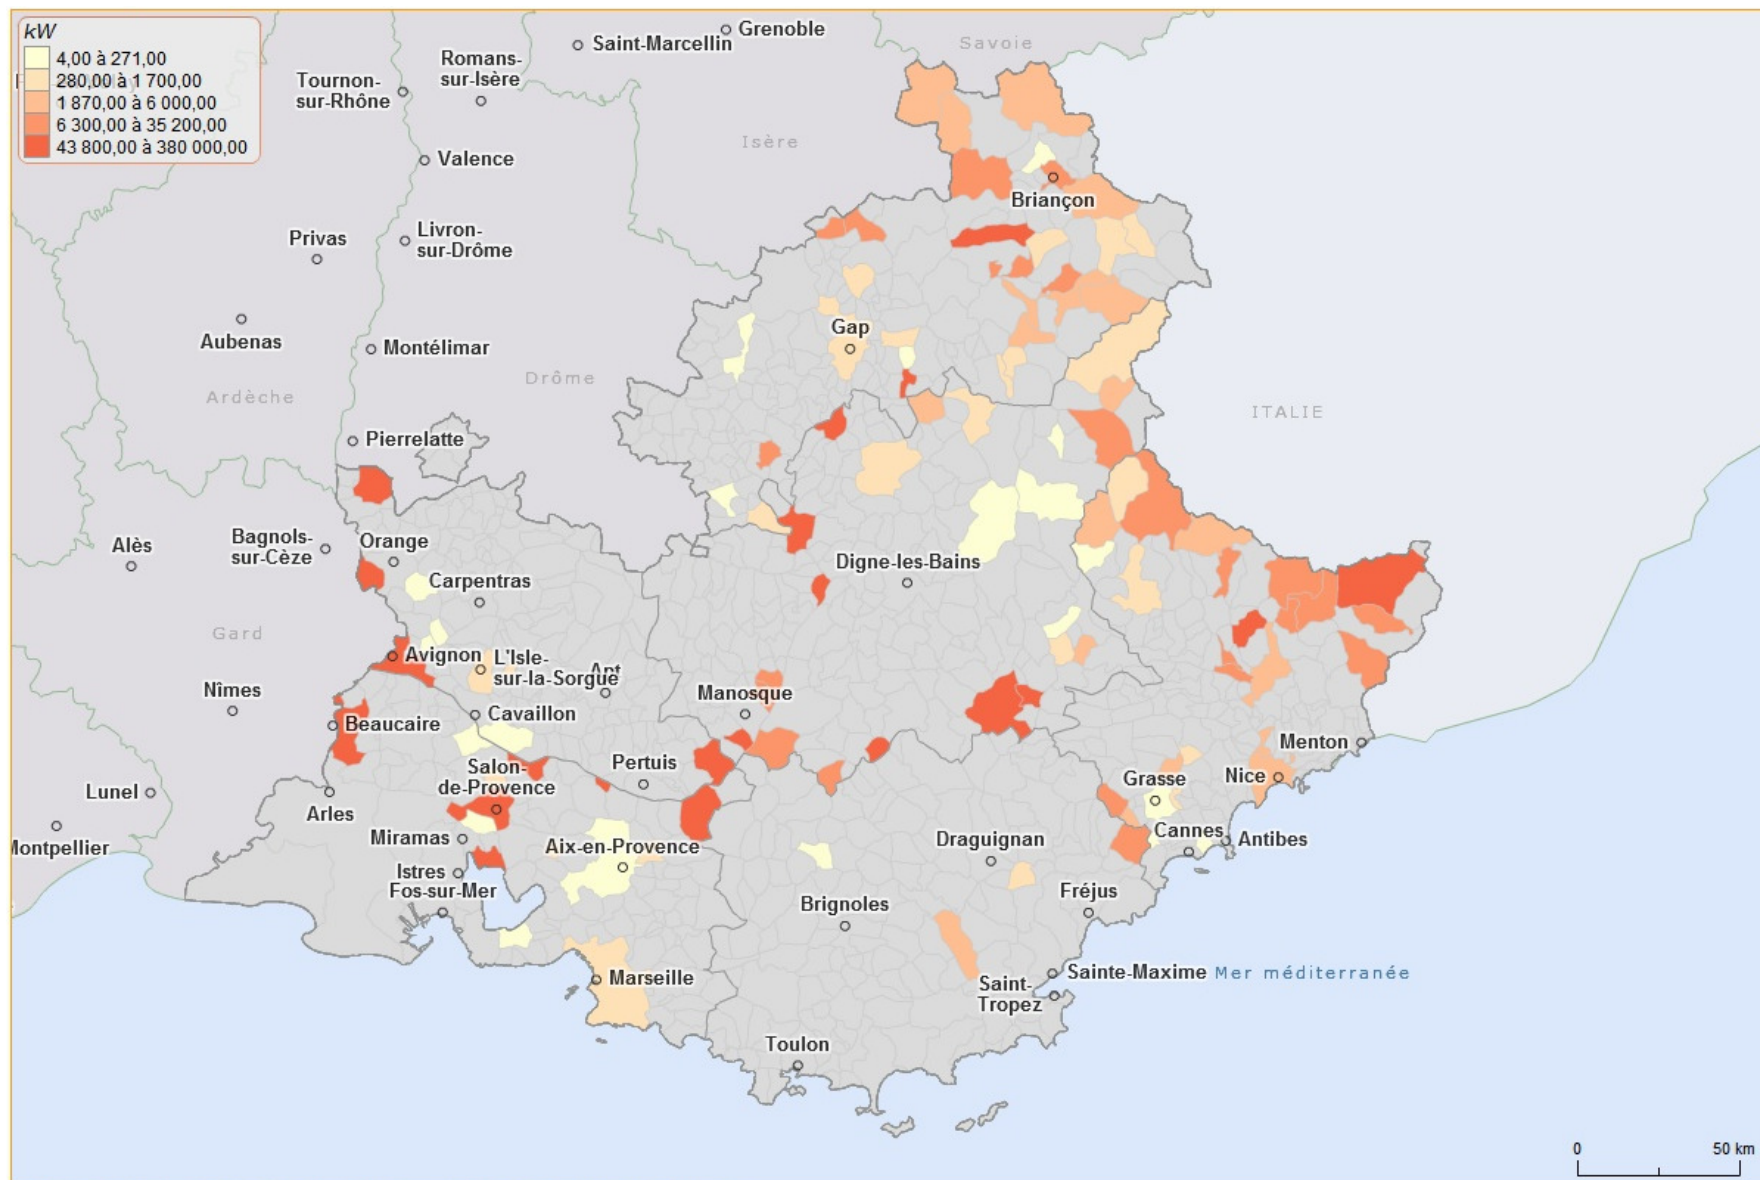 kW
4,00 à 271,00
280,00 à 1 700,00
1 870,00 à 6 000,00
6 300,00 à 35 200,00
43 800,00 à 380 000,00
Grenoble
Saint-Marcellin
Savoie
Romans-
sur-Isère
Tournon-
sur-Rhône
Isère
Valence
Briançon
Privas
Livron-
sur-Drôme
Aubenas
Montélimar
Gap
Drôme
Ardèche
ITALIE
Pierrelatte
Alès
Bagnols-
sur-Cèze
Orange
Digne-les-Bains
Carpentras
Gard
Avignon
L'Isle-
sur-la-Sorgue
Apt
Nîmes
Manosque
Beaucaire
Cavaillon
Menton
Salon-
de-Provence
Pertuis
Grasse
Nice
Lunel
Arles
Montpellier
Miramas
Aix-en-Provence
Draguignan
Cannes
Antibes
Istres
Fos-sur-Mer
Fréjus
Brignoles
Marseille
Sainte-Maxime
Mer méditerranée
Saint-
Tropez
Toulon
0
50 km